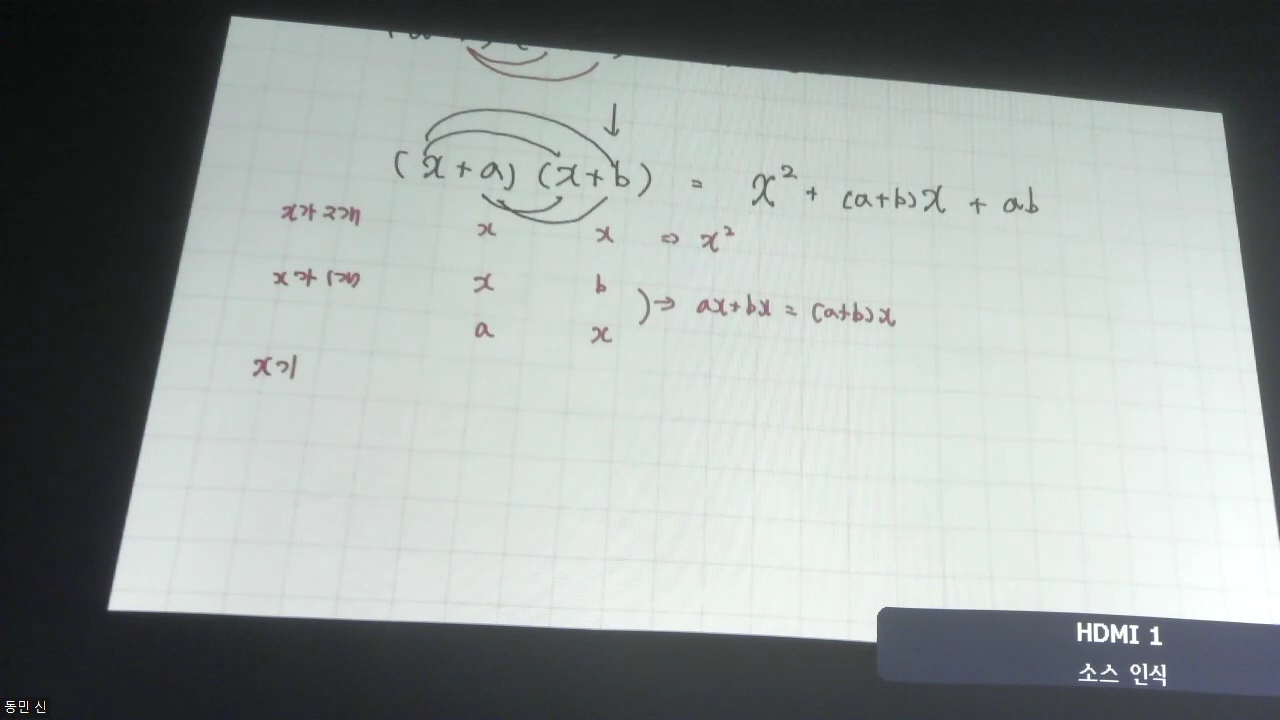 (x+a) (x+b) = x² + (a+b)x + ab
x가 2개 x x ⇒ x²
x가 1개 x b
a x ) → ax+bx = (a+b)x
x가
HDMI 1
소스 인식
동민 신